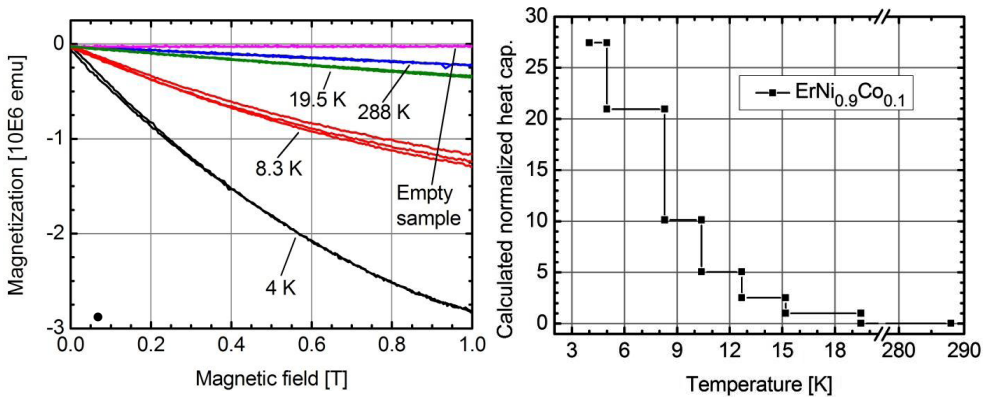 Magnetization [10E6 emu]
0
-1
-2
-3
19.5 K
288 K
8.3 K
4 K
Empty
sample
0.0 0.2 0.4 0.6 0.8 1.0
Magnetic field [T]
Calculated normalized heat cap.
30
25
20
15
10
5
0
ErNi0.9Co0.1
3 6 9 12 15 18 280 290
Temperature [K]